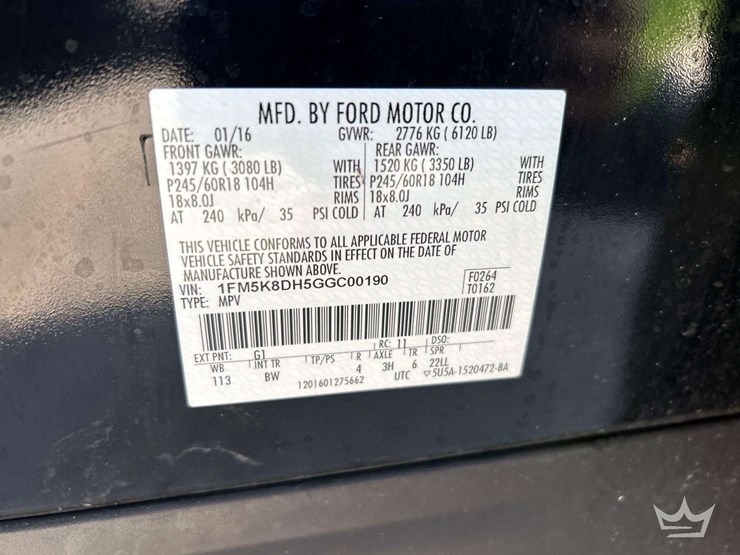 MFD. BY FORD MOTOR CO.
DATE: 01/16 GVWR: 2776 KG ( 6120 LB)
FRONT GAWR: REAR GAWR:
1397 KG ( 3080 LB) WITH 1520 KG ( 3350 LB) WITH
P245/60R18 104H TIRES P245/60R18 104H TIRES
18x8.0J RIMS 18x8.0J RIMS
AT 240 kPa/ 35 PSI COLD AT 240 kPa/ 35 PSI COLD
THIS VEHICLE CONFORMS TO ALL APPLICABLE FEDERAL MOTOR
VEHICLE SAFETY STANDARDS IN EFFECT ON THE DATE OF
MANUFACTURE SHOWN ABOVE.
VIN: 1FM5K8DH5GGC00190 F0264
TYPE: MPV T0162
EXT PNT: G1 RC: 11 DSO:
WB INT TR TP/PS R AXLE TR SPR
113 BW 4 3H 6 22LL
1201601275662 UTC ▽5U5A-1520472-BA